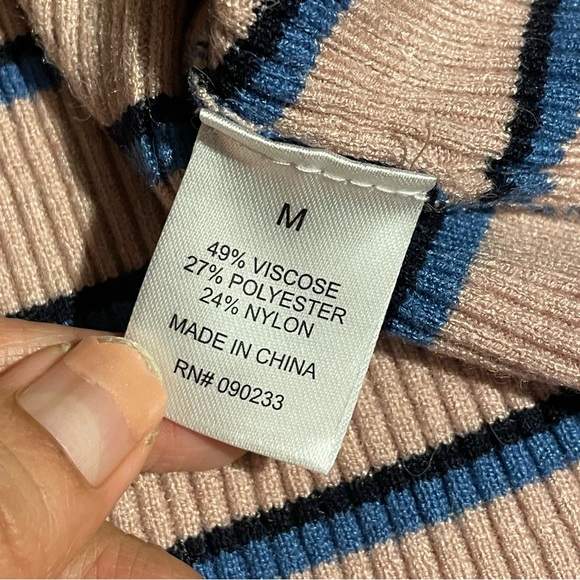 M
49% VISCOSE
27% POLYESTER
24% NYLON
MADE IN CHINA
RN# 090233